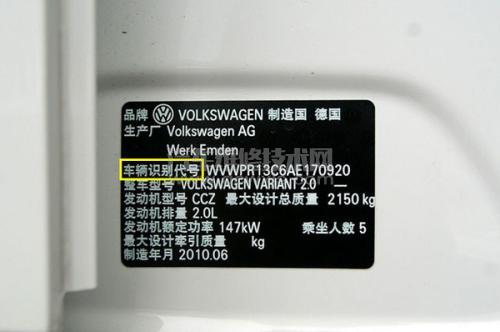 品牌 VOLKSWAGEN 制造国 德国
生产厂 Volkswagen AG
Werk Emden
车辆识别代号 WVWPR13C6AE170920
整车型号 VOLKSWAGEN VARIANT 2.0 —
发动机型号 CCZ 最大设计总质量 2150 kg
发动机排量 2.0L
发动机额定功率 147kW 乘坐人数 5
最大设计牵引质量 kg
制造年月 2010.06